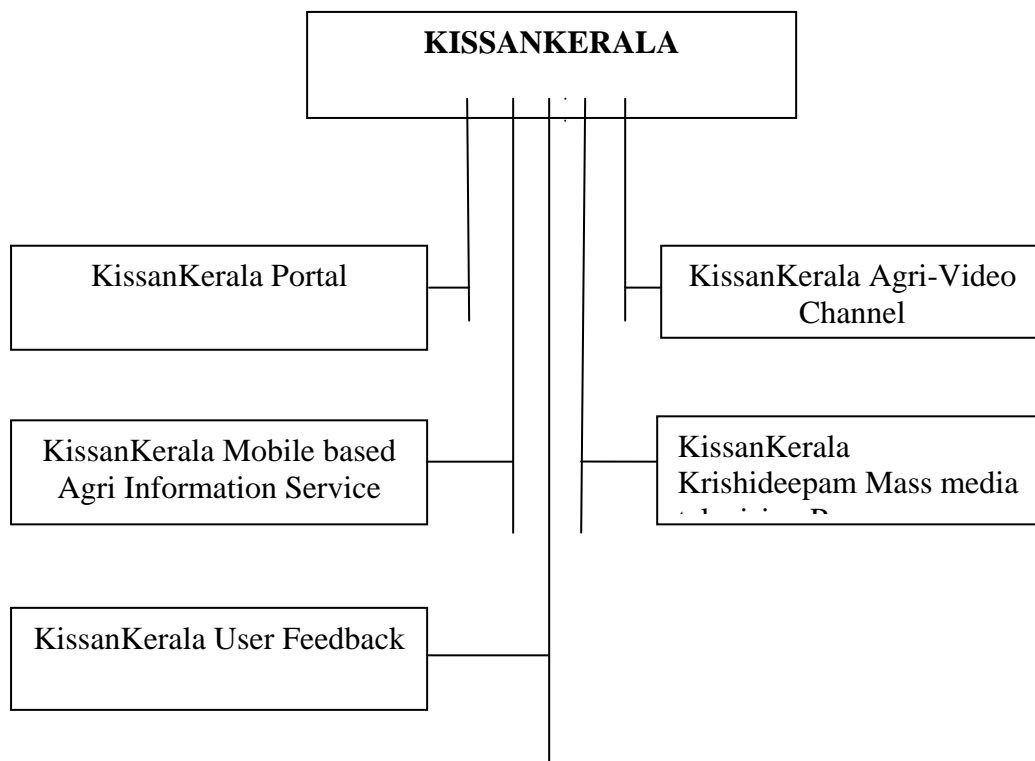 KISSANKERALA
KissanKerala Portal
KissanKerala Agri-Video
Channel
KissanKerala Mobile based
Agri Information Service
KissanKerala
Krishideepam Mass media
KissanKerala User Feedback